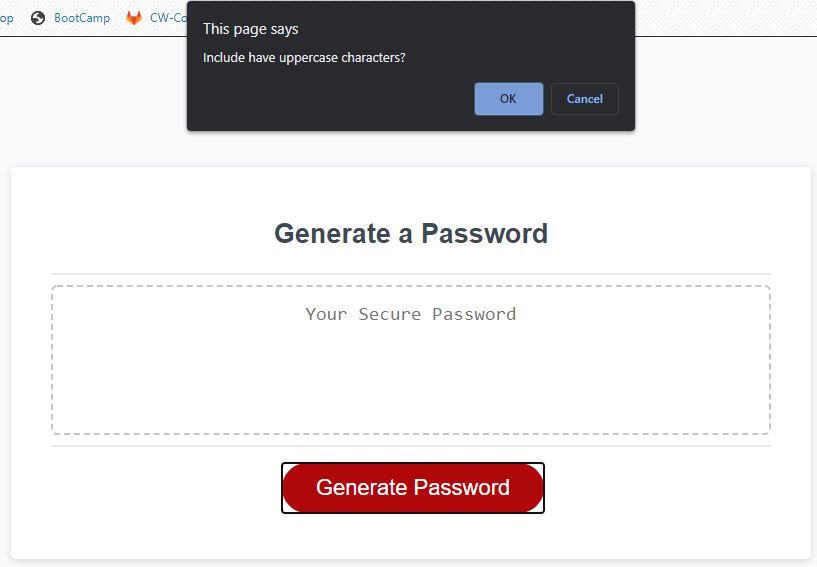 op BootCamp CW-Co
This page says
Include have uppercase characters?
OK Cancel
Generate a Password
Your Secure Password
Generate Password